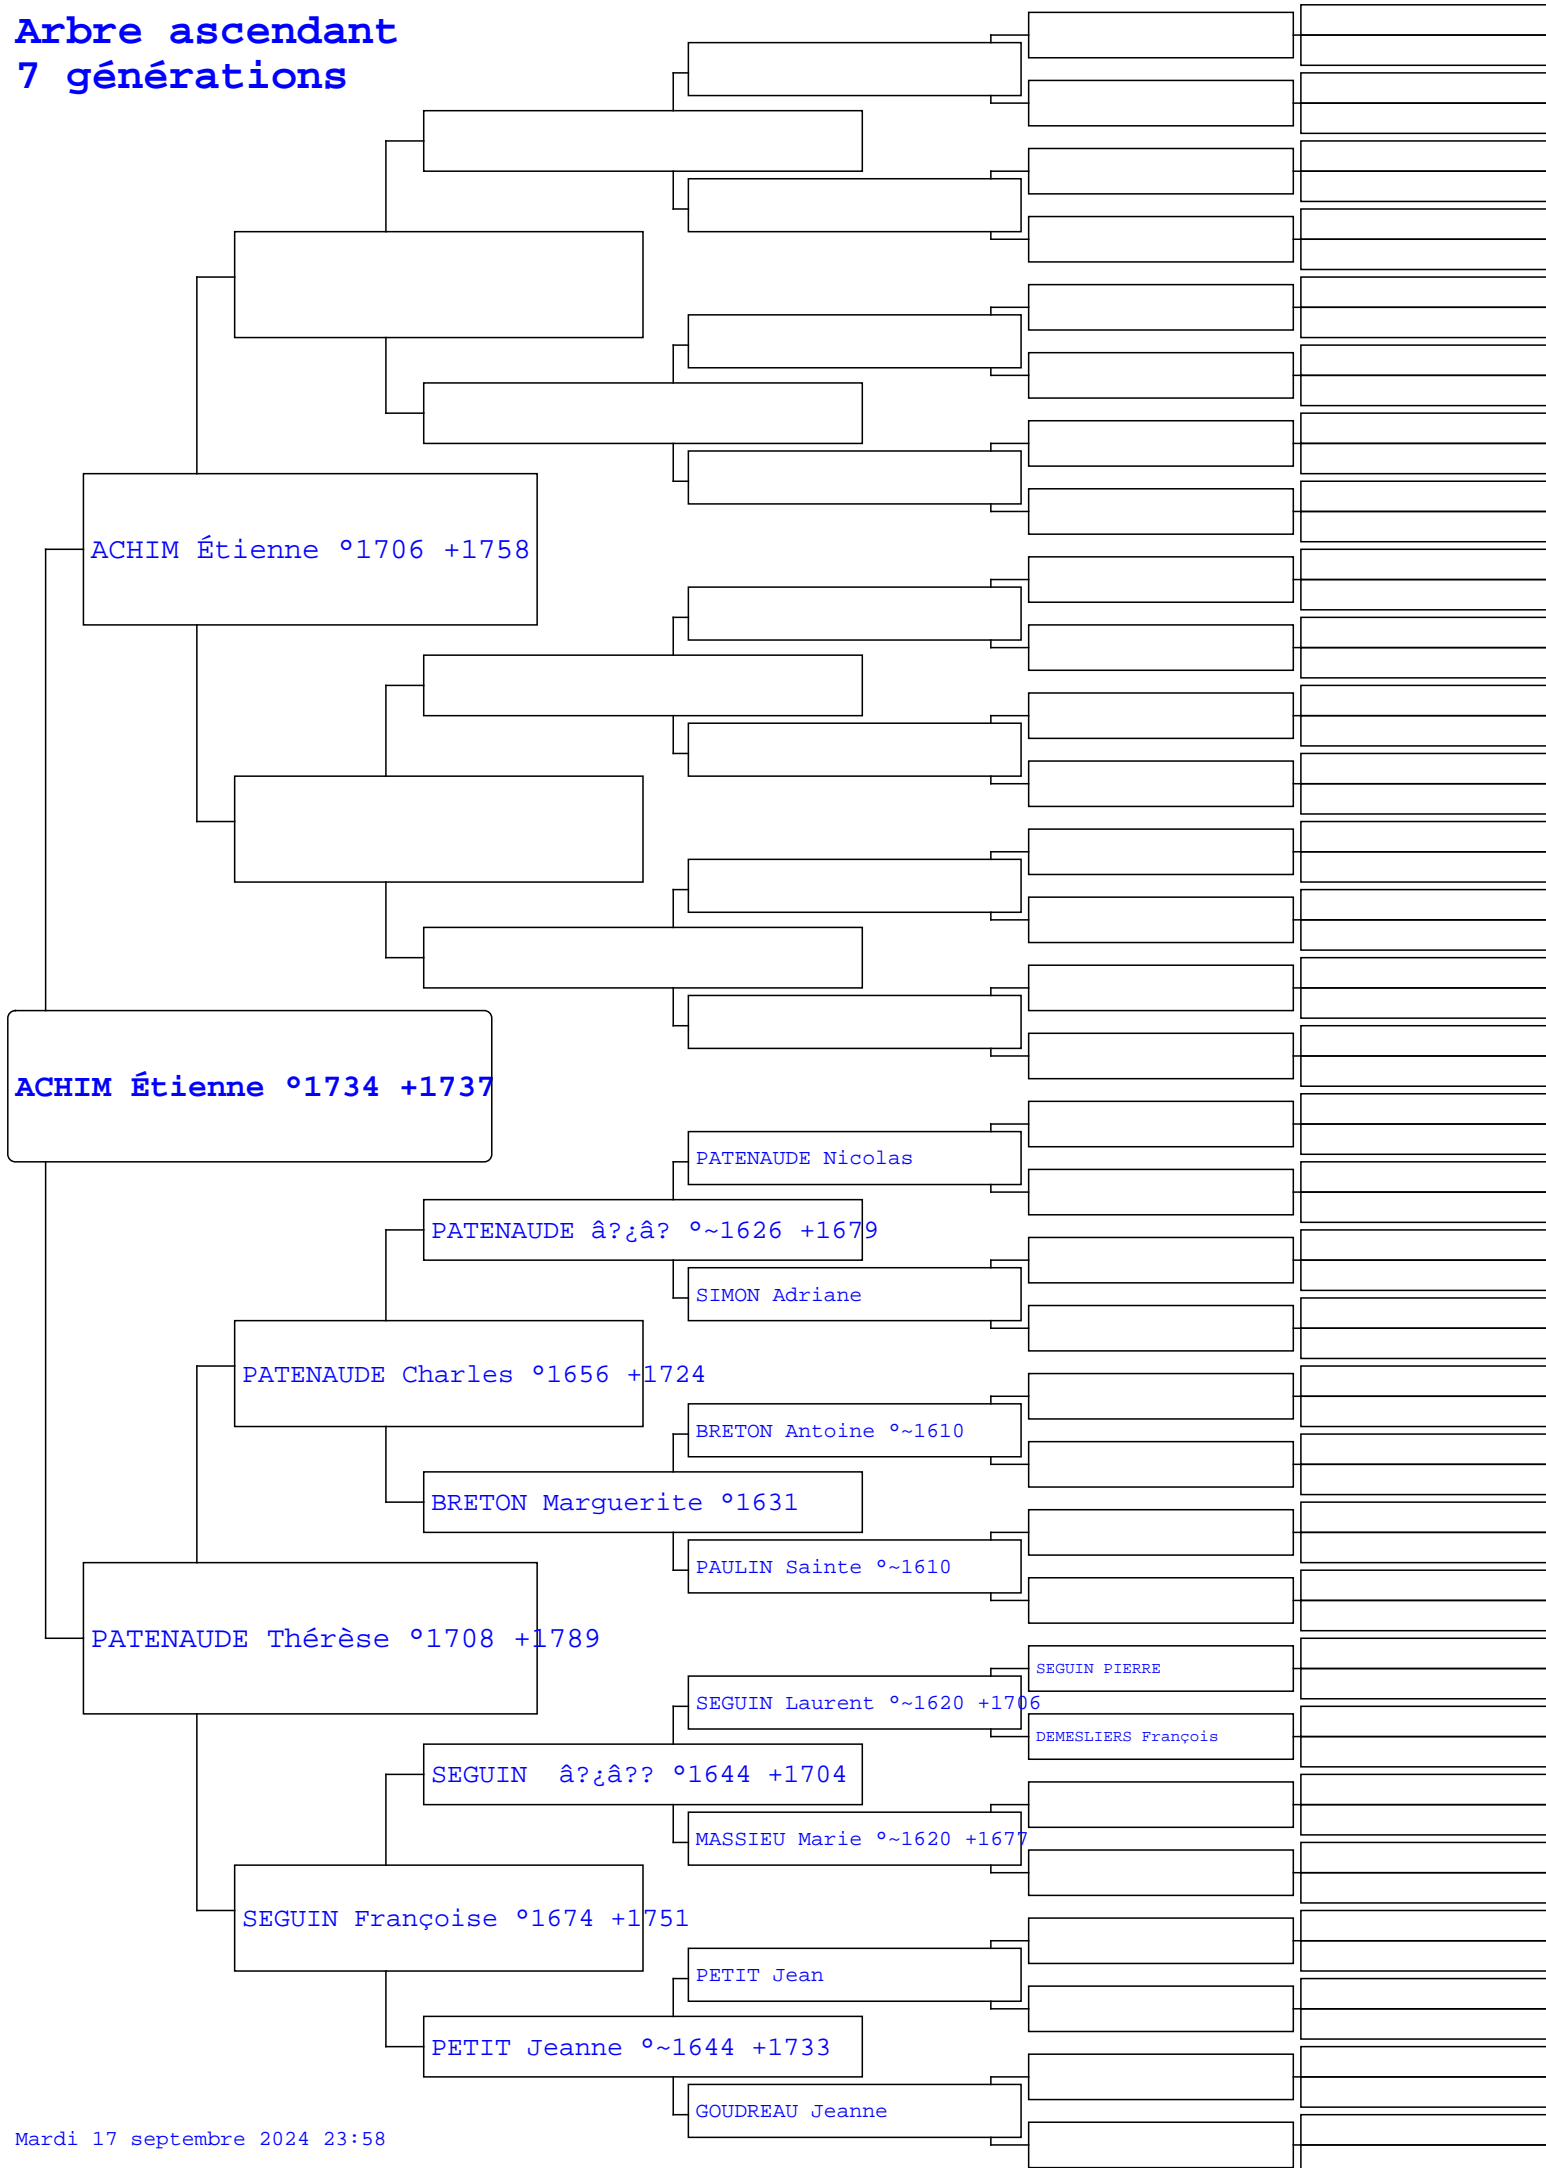 Arbre ascendant
7 générations
ACHIM Étienne °1706 +1758
ACHIM Étienne °1734 +1737
PATENAUDE Nicolas
PATENAUDE â?¿â? °~1626 +1679
SIMON Adriane
PATENAUDE Charles °1656 +1724
BRETON Antoine °~1610
BRETON Marguerite °1631
PAULIN Sainte °~1610
PATENAUDE Thérèse °1708 +1789
SEGUIN PIERRE
SEGUIN Laurent °~1620 +1706
DEMESLIERS François
SEGUIN  â?¿â?? °1644 +1704
MASSIEU Marie °~1620 +1677
SEGUIN Françoise °1674 +1751
PETIT Jean
PETIT Jeanne °~1644 +1733
GOUDREAU Jeanne
Mardi 17 septembre 2024 23:58